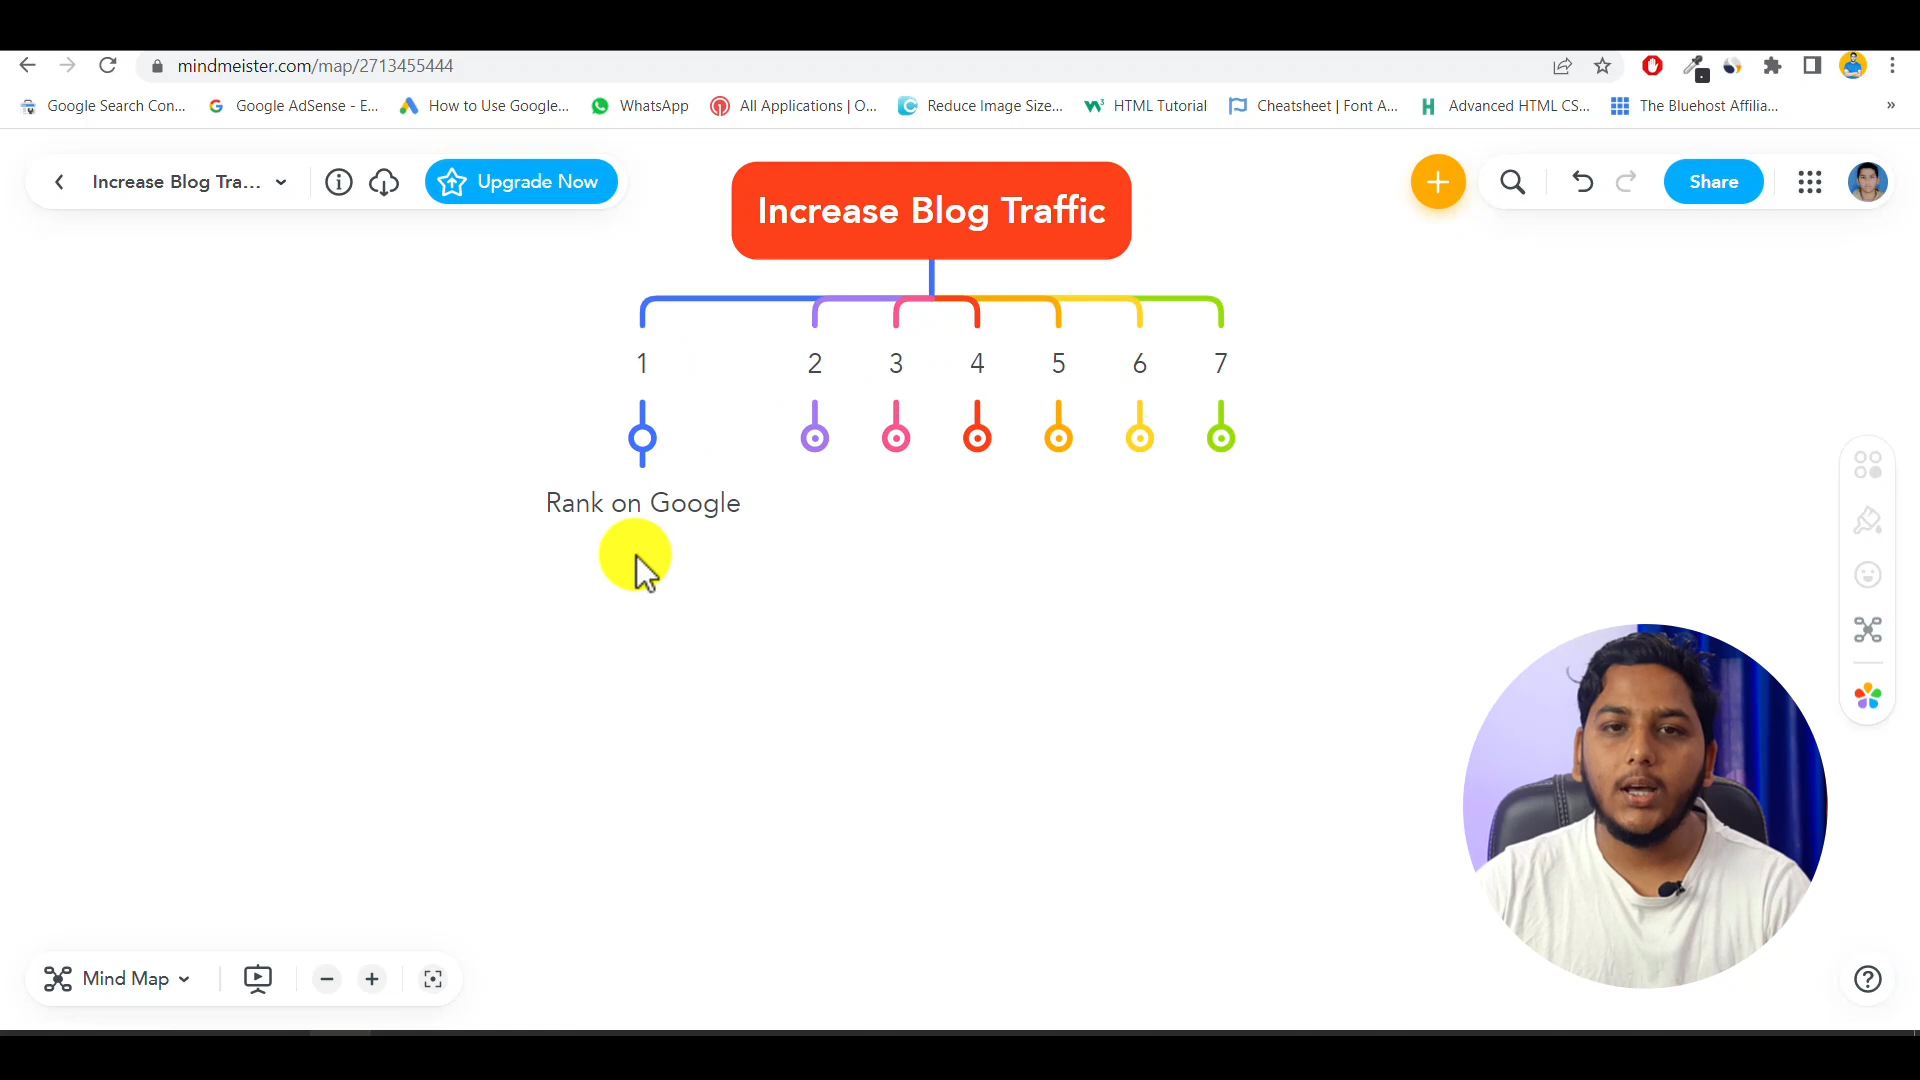 mindmeister.com/map/2713455444
Google Search Con...
Google AdSense - E...
How to Use Google...
WhatsApp
All Applications | O...
Reduce Image Size...
HTML Tutorial
Cheatsheet | Font A...
Advanced HTML CS...
The Bluehost Affilia...
»
Increase Blog Tra...
Upgrade Now
Increase Blog Traffic
Share
1 2 3 4 5 6 7
Rank on Google
Mind Map